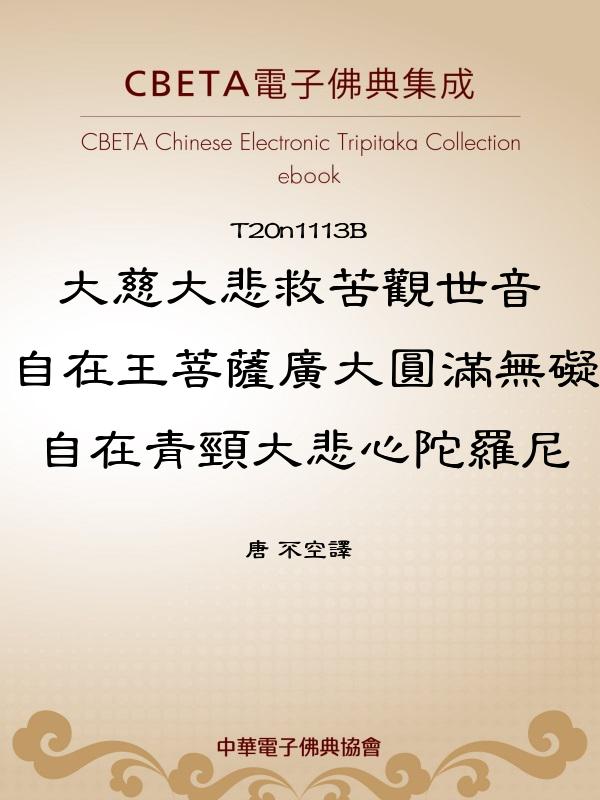 CBETA電子佛典集成
CBETA Chinese Electronic Tripitaka Collection
ebook
T20n1113B
大慈大悲救苦觀世音
自在王菩薩廣大圓滿無礙
自在青頸大悲心陀羅尼
唐 不空譯
中華電子佛典協會